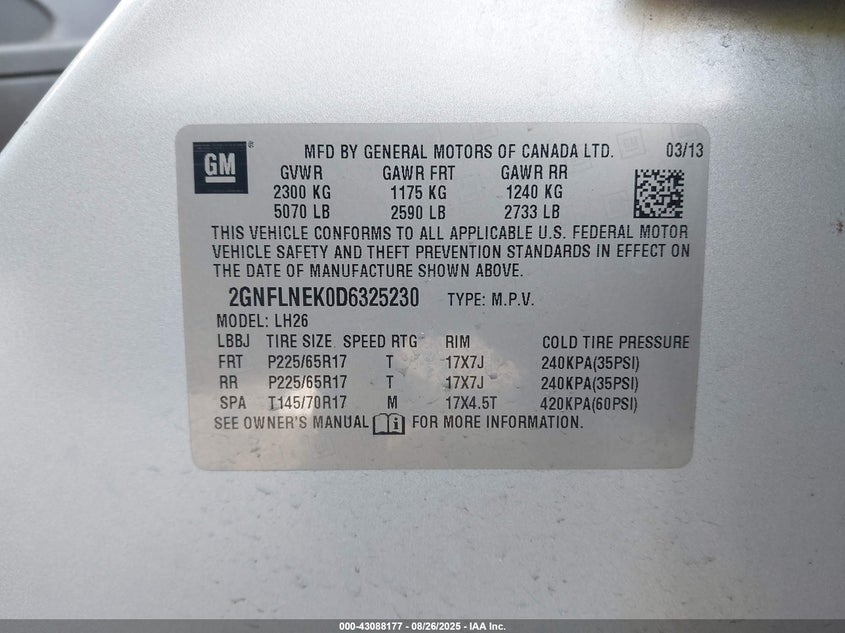 GM ®
MFD BY GENERAL MOTORS OF CANADA LTD. 03/13
GVWR GAWR FRT GAWR RR
2300 KG 1175 KG 1240 KG
5070 LB 2590 LB 2733 LB
THIS VEHICLE CONFORMS TO ALL APPLICABLE U.S. FEDERAL MOTOR
VEHICLE SAFETY AND THEFT PREVENTION STANDARDS IN EFFECT ON
THE DATE OF MANUFACTURE SHOWN ABOVE.
2GNFLNEK0D6325230 TYPE: M.P.V.
MODEL: LH26
LBBJ TIRE SIZE SPEED RTG RIM COLD TIRE PRESSURE
FRT P225/65R17 T 17X7J 240KPA(35PSI)
RR P225/65R17 T 17X7J 240KPA(35PSI)
SPA T145/70R17 M 17X4.5T 420KPA(60PSI)
SEE OWNER'S MANUAL i FOR MORE INFORMATION.
000-43088177 - 08/26/2025 - IAA Inc.